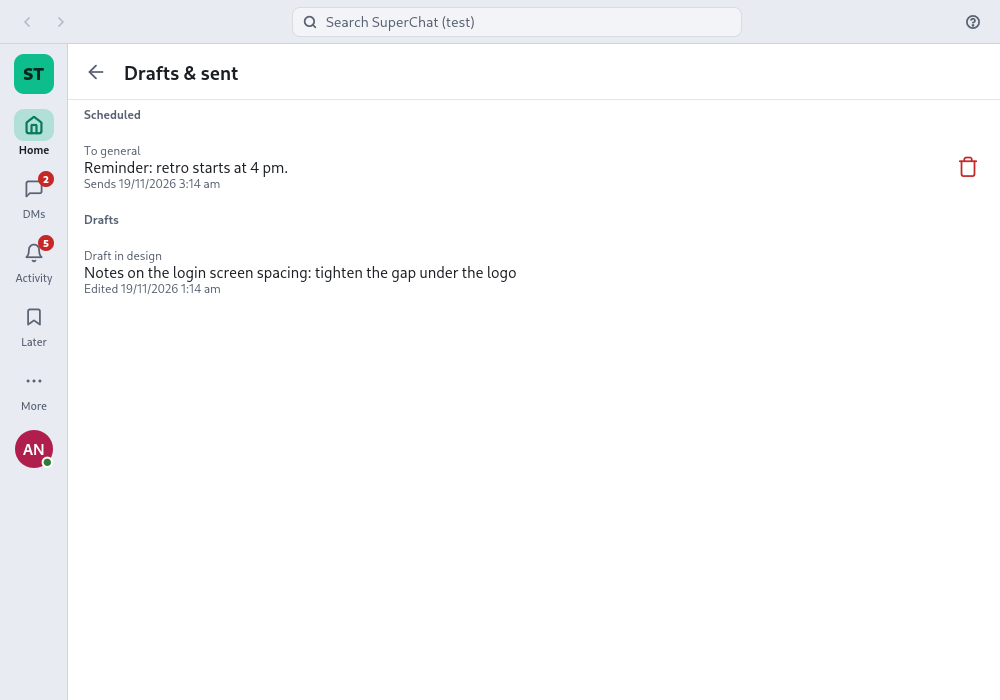 Search SuperChat (test)
ST
Home
2
DMs
5
Activity
Later
More
AN
Drafts & sent
Scheduled
To general
Reminder: retro starts at 4 pm.
Sends 19/11/2026 3:14 am
Drafts
Draft in design
Notes on the login screen spacing: tighten the gap under the logo
Edited 19/11/2026 1:14 am